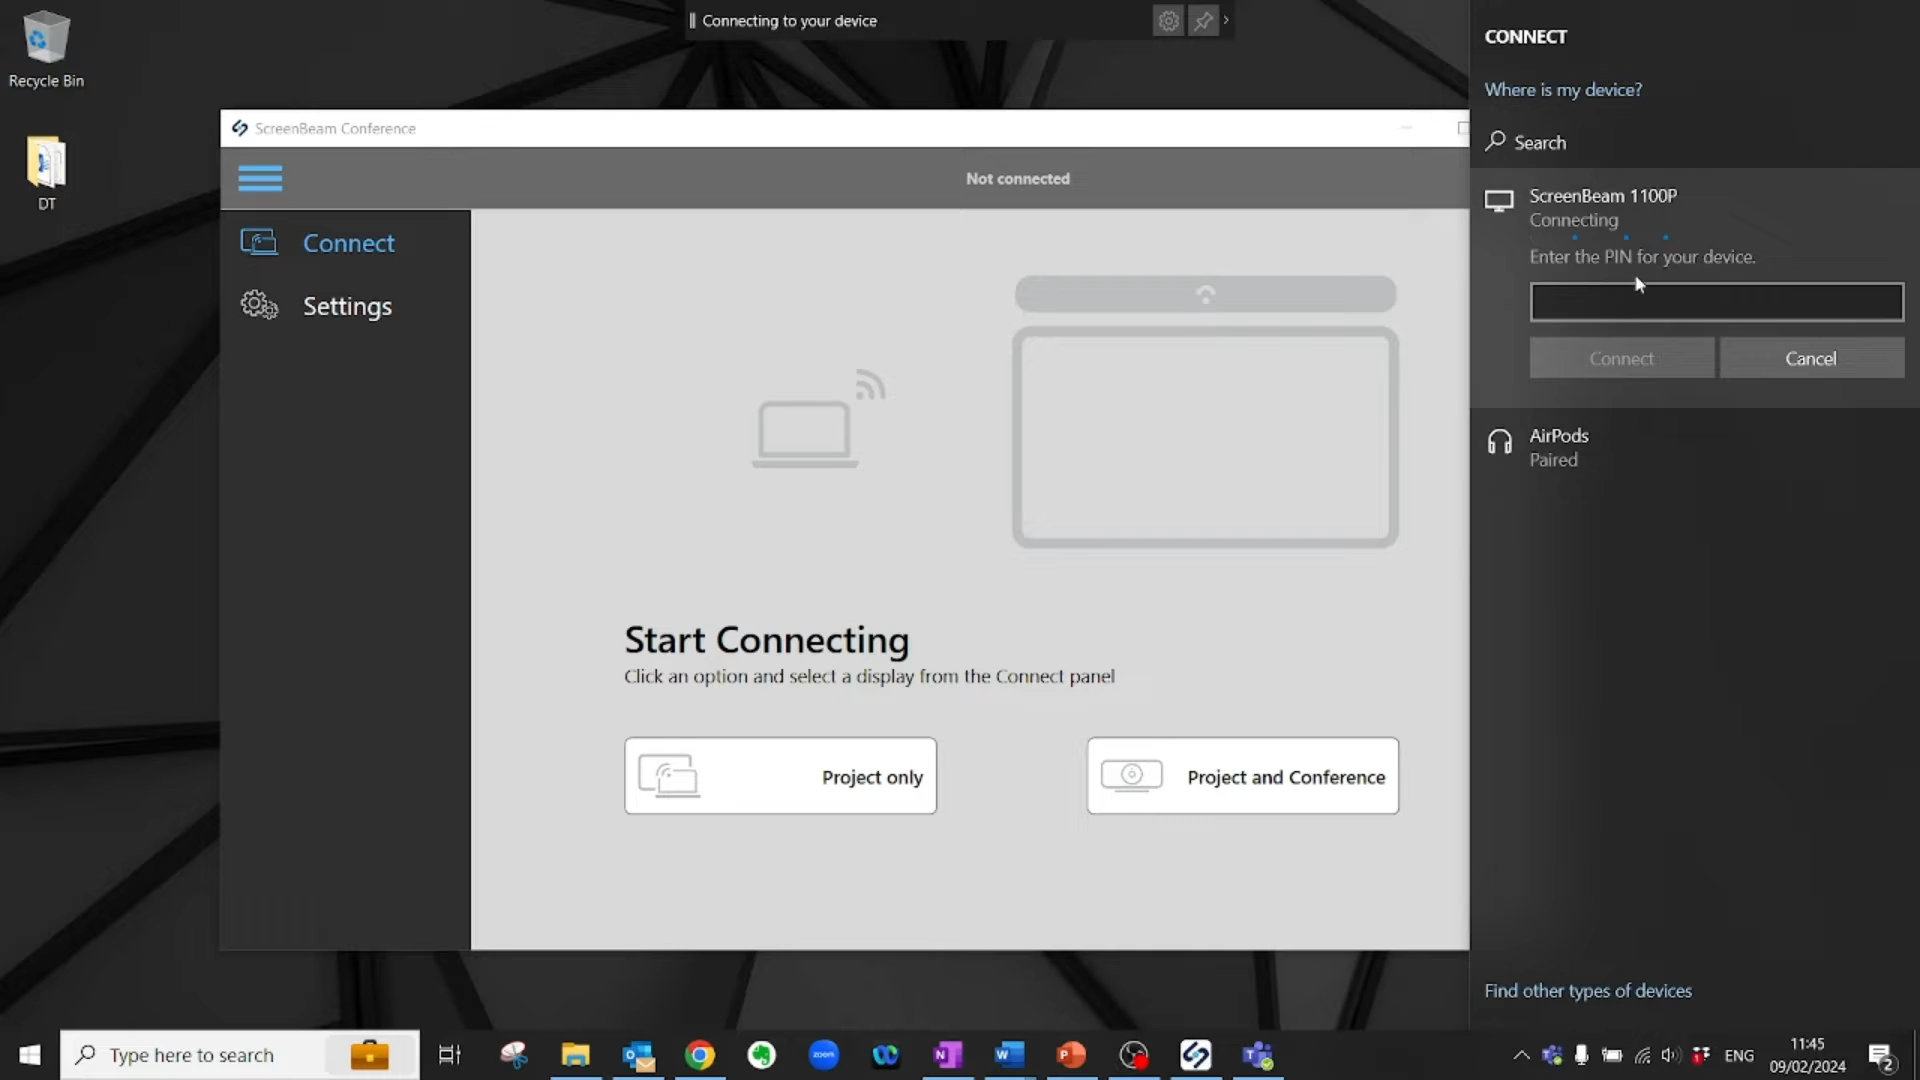 Recycle Bin
DT
Connecting to your device
ScreenBeam Conference
Not connected
Connect
Settings
Start Connecting
Click an option and select a display from the Connect panel
Project only
Project and Conference
CONNECT
Where is my device?
Search
ScreenBeam 1100P
Connecting
Enter the PIN for your device.
Connect
Cancel
AirPods
Paired
Find other types of devices
Type here to search
zoom
ENG
11:45
09/02/2024
2